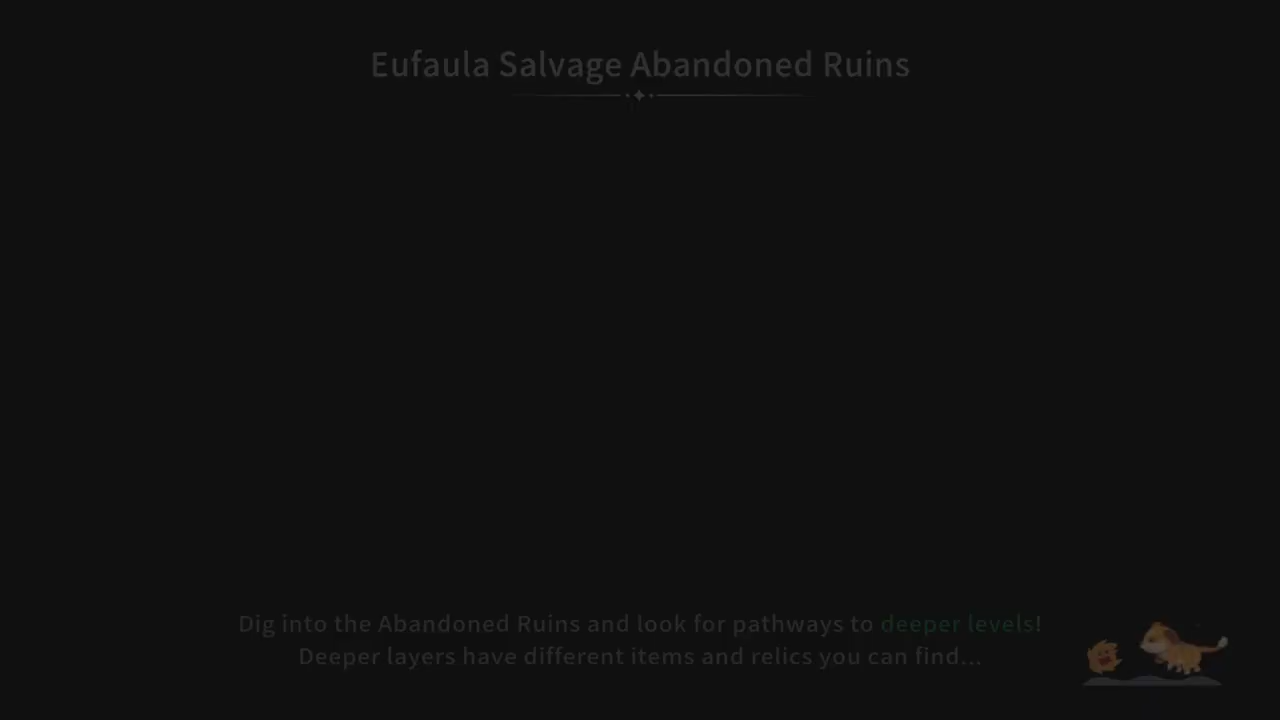 Eufaula Salvage Abandoned Ruins
Dig into the Abandoned Ruins and look for pathways to deeper levels!
Deeper layers have different items and relics you can find...